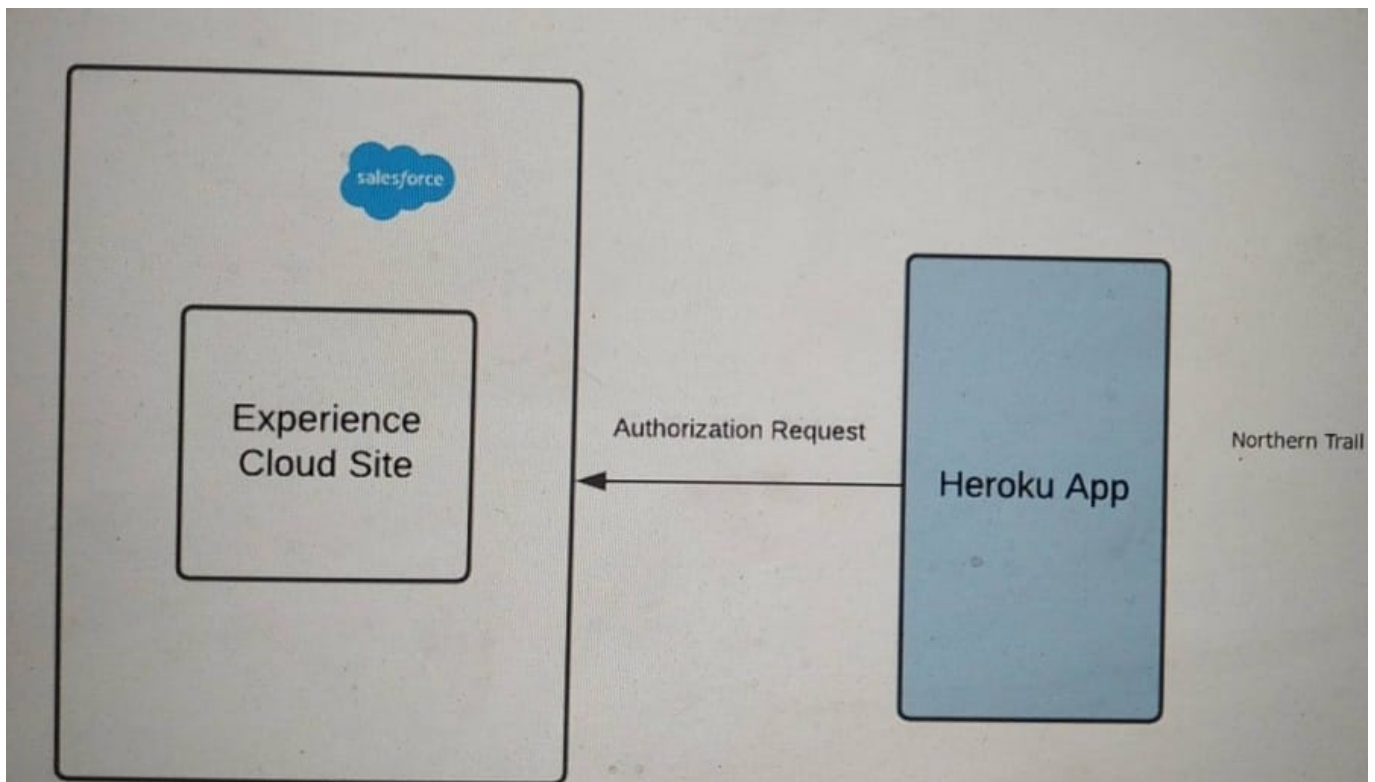 salesforce
Experience
Cloud Site
Authorization Request
Heroku App
Northern Trail